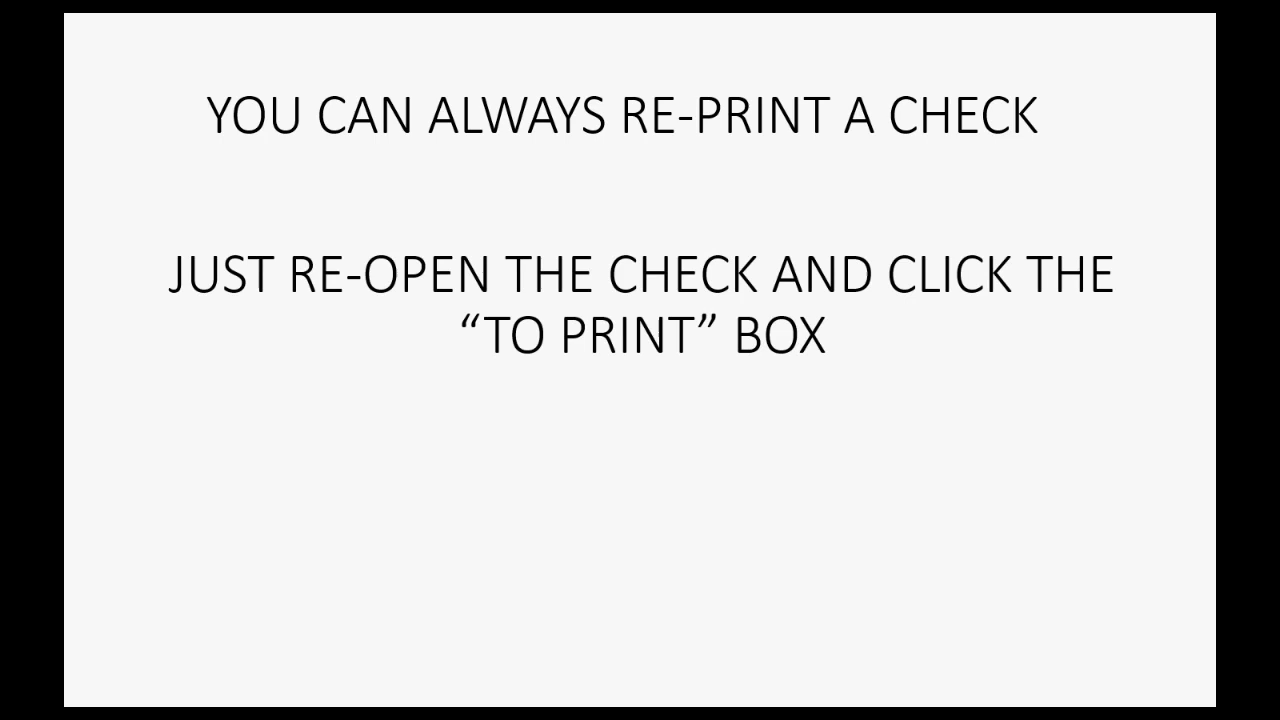 YOU CAN ALWAYS RE-PRINT A CHECK
JUST RE-OPEN THE CHECK AND CLICK THE
“TO PRINT” BOX